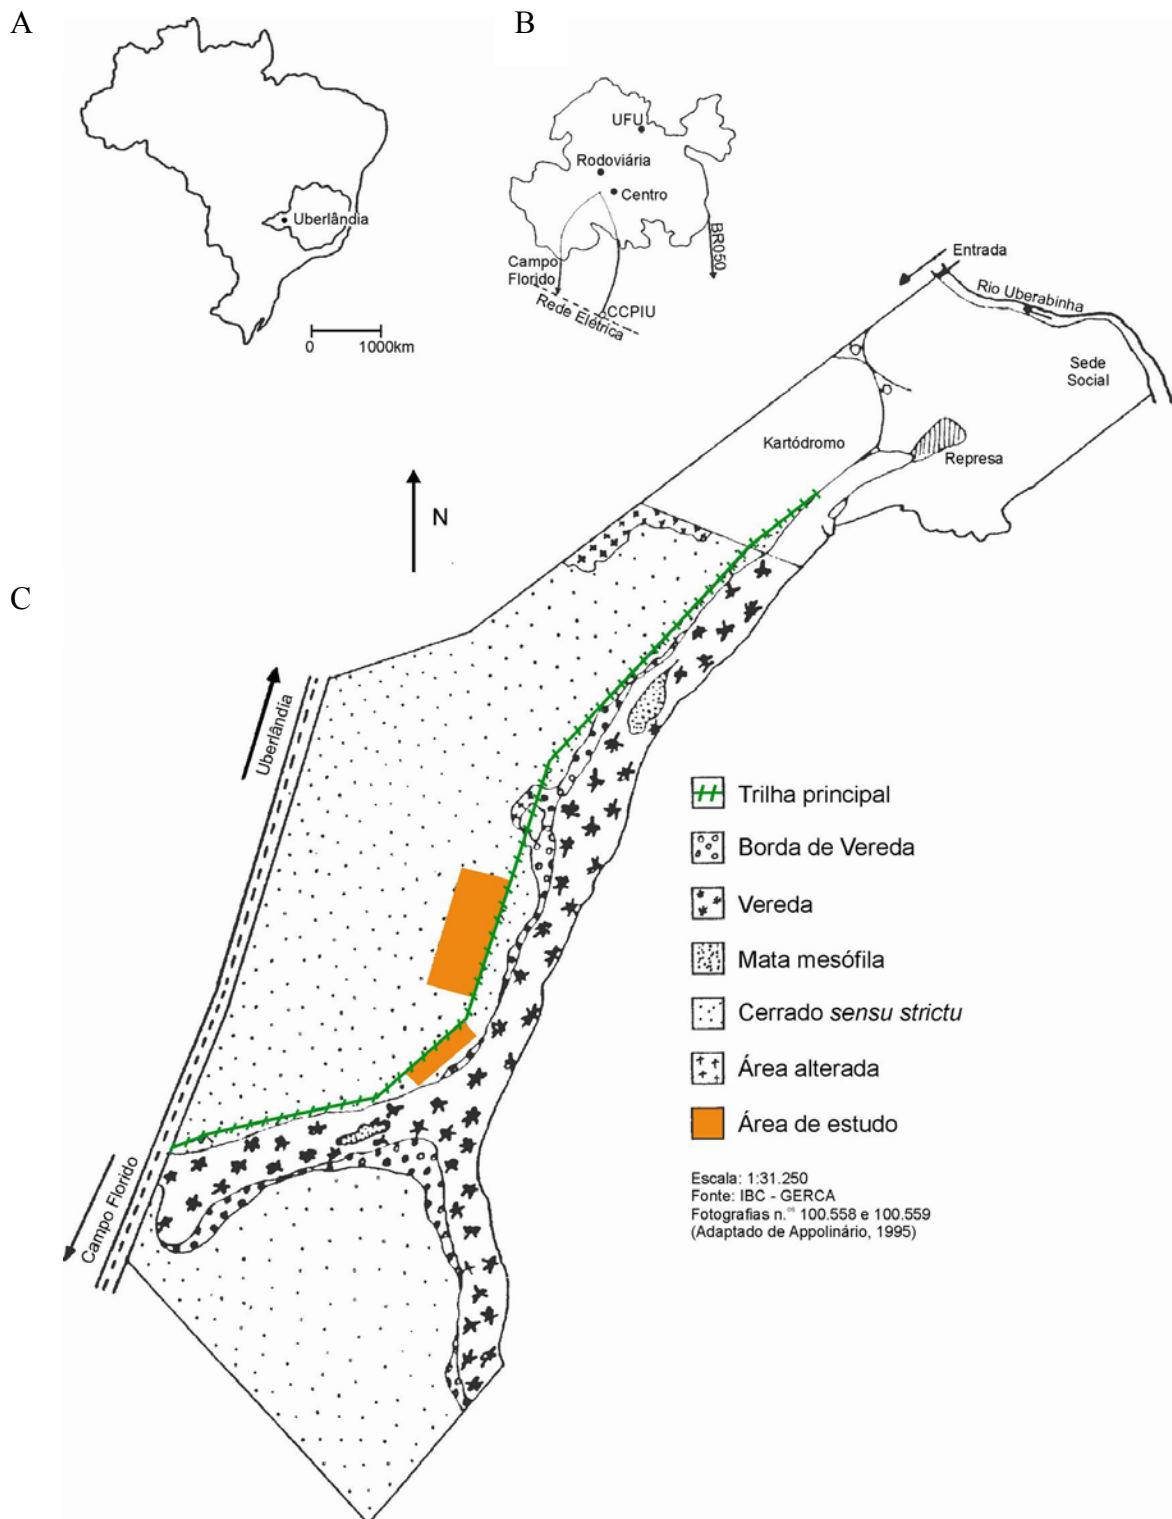 A
B
Uberlândia
0 1000km
UFU
Rodoviária
Centro
BR050
Campo
Florido
CCPIU
Rede Elétrica
Entrada
Rio Uberabinha
Sede
Social
Kartódromo
Represa
N
C
Uberlândia
Campo Florido
Trilha principal
Borda de Vereda
Vereda
Mata mesófila
Cerrado sensu strictu
Área alterada
Área de estudo
Escala: 1:31.250
Fonte: IBC - GERCA
Fotografias n.ºs 100.558 e 100.559
(Adaptado de Appolinário, 1995)